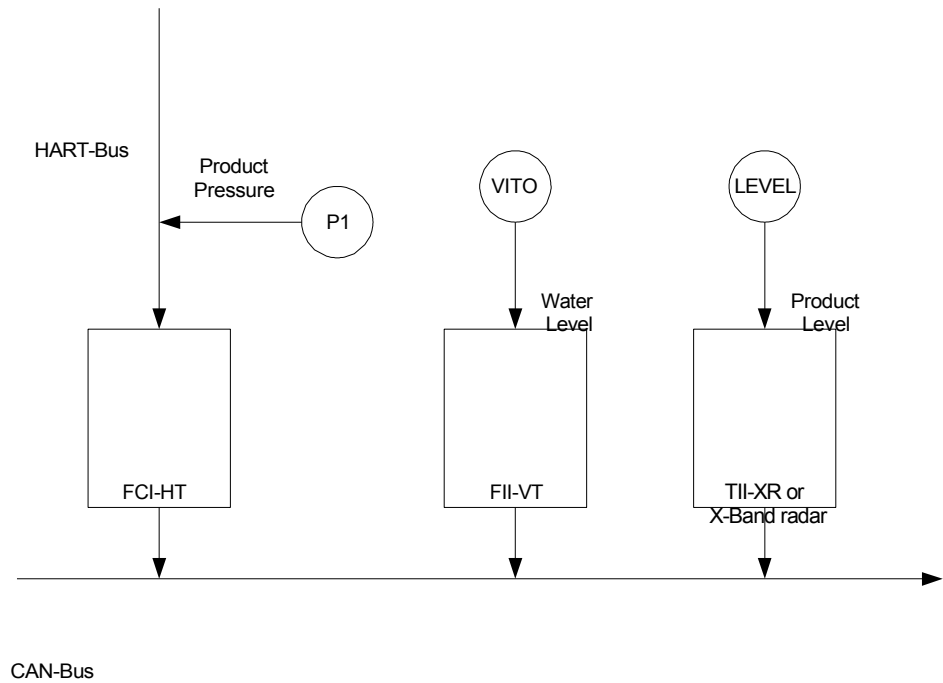 HART-Bus
Product
Pressure
P1
VITO
LEVEL
Water
Level
Product
Level
FCI-HT
FII-VT
TII-XR or
X-Band radar
CAN-Bus